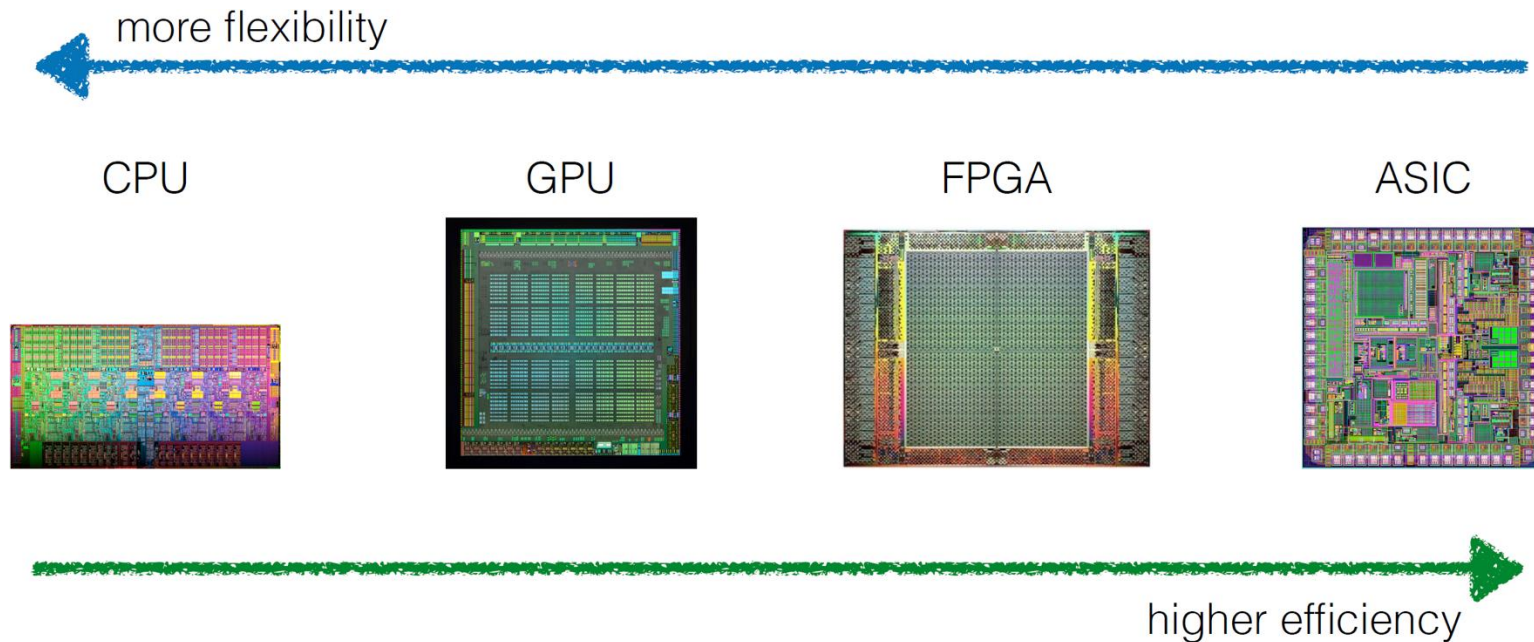 more flexibility
CPU
GPU
FPGA
ASIC
higher efficiency